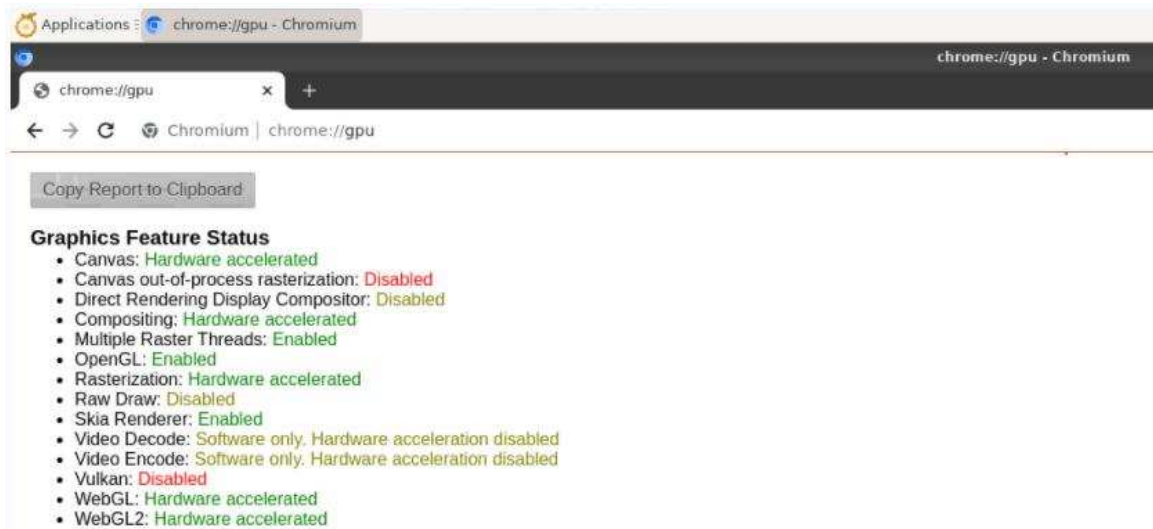 Applications chrome://gpu - Chromium
chrome://gpu - Chromium
chrome://gpu
Chromium | chrome://gpu
Copy Report to Clipboard
Graphics Feature Status
• Canvas: Hardware accelerated
• Canvas out-of-process rasterization: Disabled
• Direct Rendering Display Compositor: Disabled
• Compositing: Hardware accelerated
• Multiple Raster Threads: Enabled
• OpenGL: Enabled
• Rasterization: Hardware accelerated
• Raw Draw: Disabled
• Skia Renderer: Enabled
• Video Decode: Software only. Hardware acceleration disabled
• Video Encode: Software only. Hardware acceleration disabled
• Vulkan: Disabled
• WebGL: Hardware accelerated
• WebGL2: Hardware accelerated